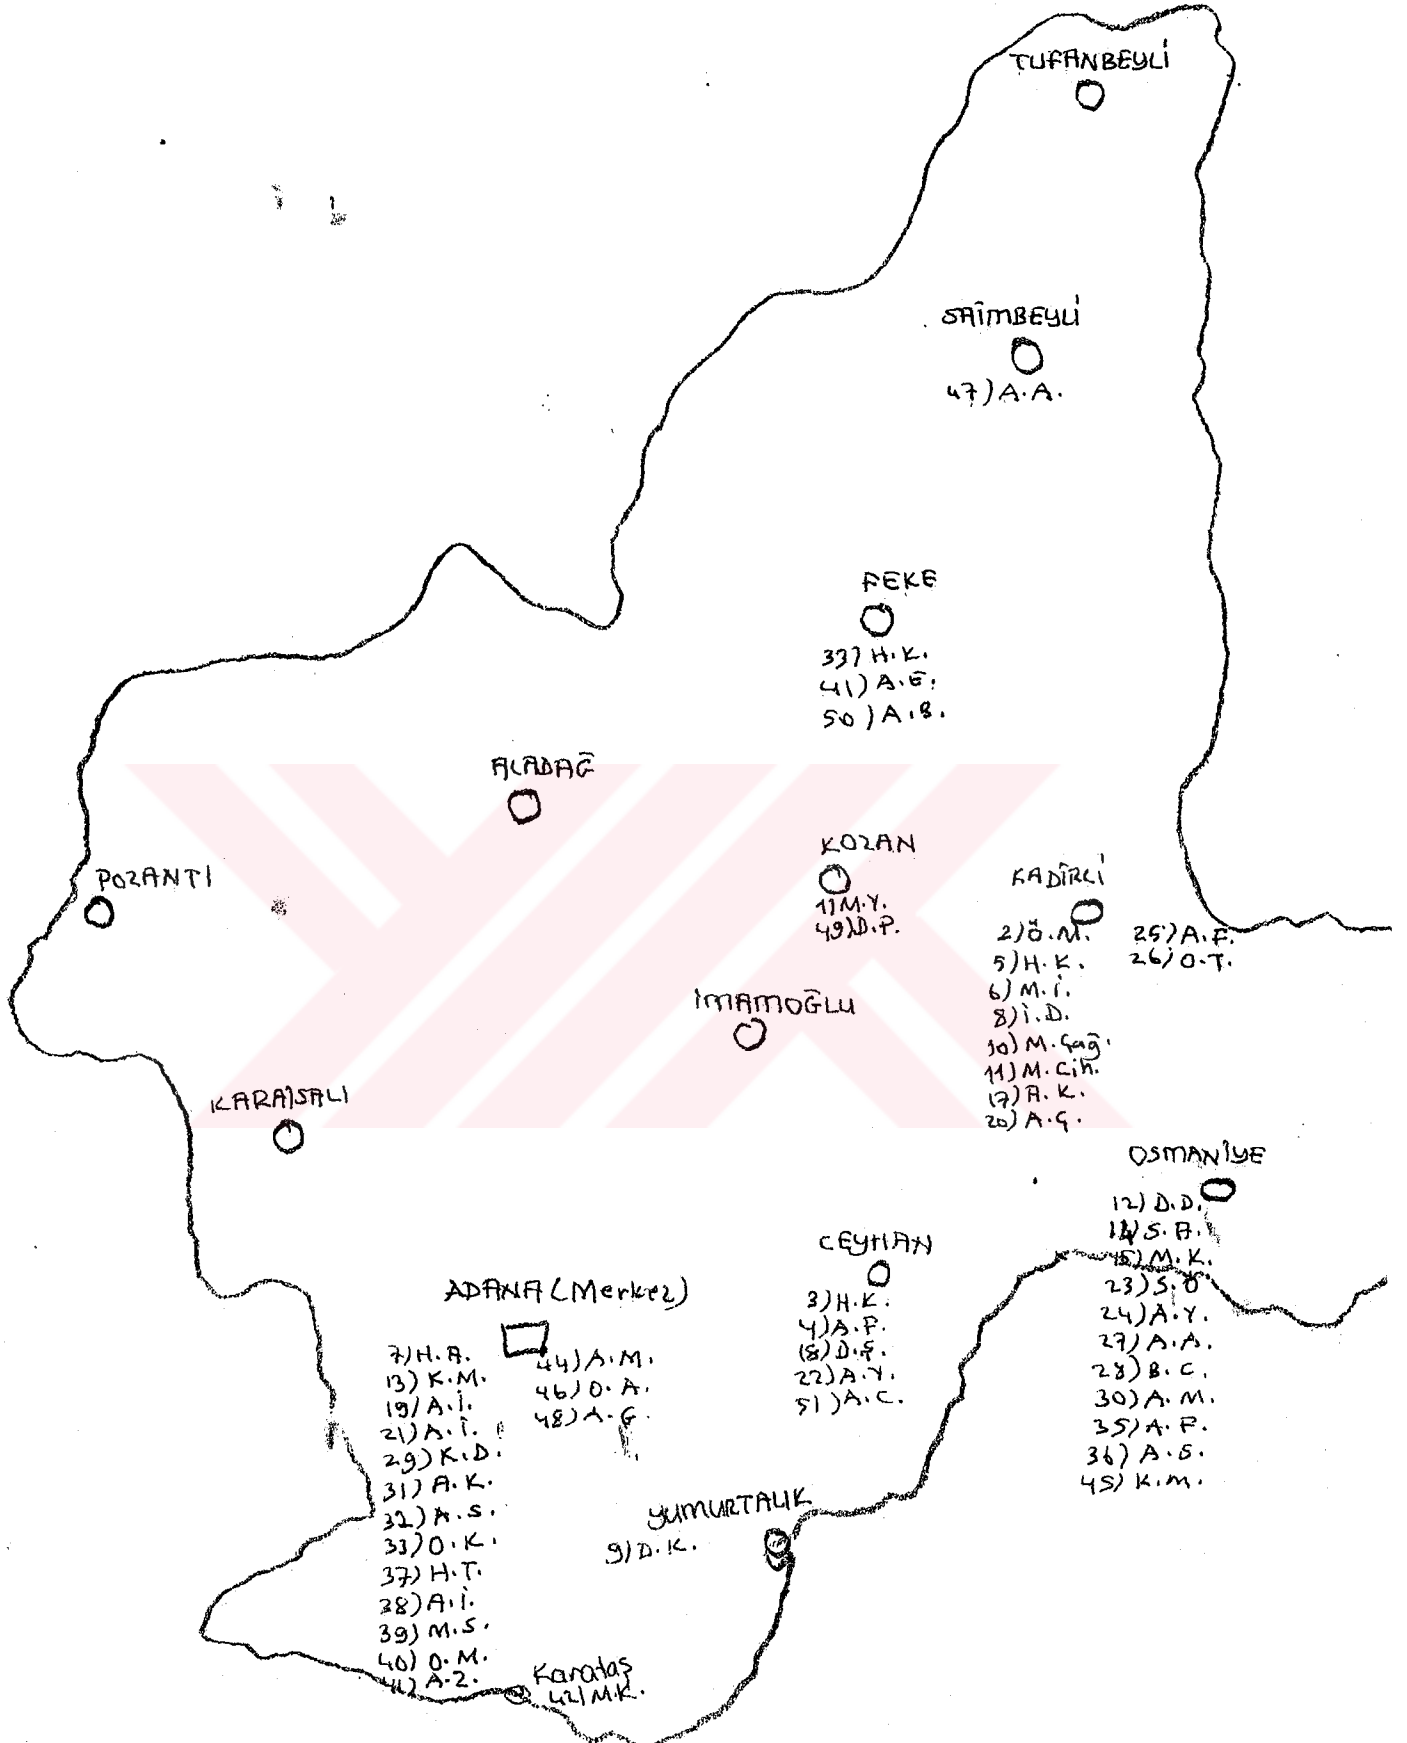 TUFANBEYLİ
SAİMBEYLİ
47) A.A.
FEKE
33) H.K.
41) A.E.
50) A.B.
ALADAĞ
KOZAN
1) M.Y.
49) D.P.
POZANTI
KADİRLİ
2) Ö.M.
5) H.K.
6) M.İ.
8) İ.D.
10) M.Çağ.
11) M.Cih.
17) A.K.
20) A.Ç.
25) A.F.
26) O.T.
İMAMOĞLU
KARAİSALI
OSMANİYE
12) D.D.
14) S.A.
15) M.K.
23) S.Ö
24) A.Y.
27) A.A.
28) B.C.
30) A.M.
35) A.F.
36) A.S.
45) K.M.
CEYHAN
3) H.K.
4) A.F.
18) D.Ş.
22) A.Y.
51) A.C.
ADANA (Merkez)
7) H.A.
13) K.M.
19) A.İ.
21) A.İ.
29) K.D.
31) A.K.
32) A.S.
33) O.K.
37) H.T.
38) A.İ.
39) M.S.
40) O.M.
A.Z.
44) A.M.
46) O.A.
48) A.G.
YUMURTALIK
9) D.K.
Karataş
42) M.K.